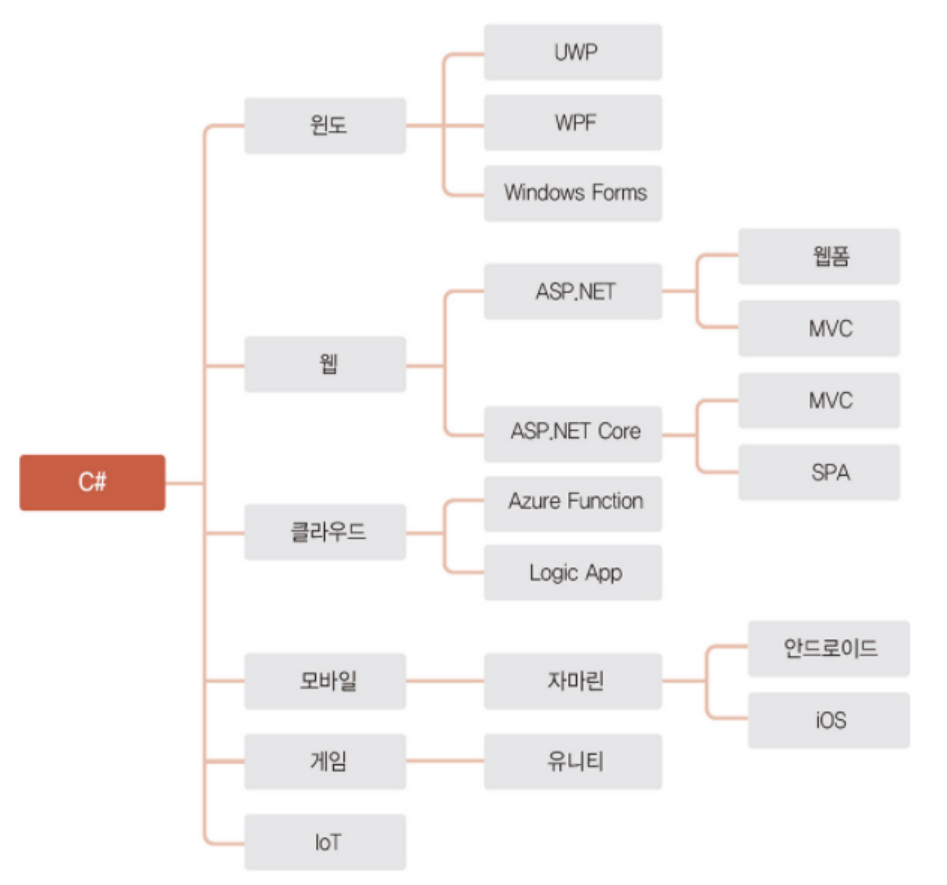 C#
윈도
UWP
WPF
Windows Forms
웹
ASP.NET
웹폼
MVC
ASP.NET Core
MVC
SPA
클라우드
Azure Function
Logic App
모바일
자마린
안드로이드
iOS
게임
유니티
IoT